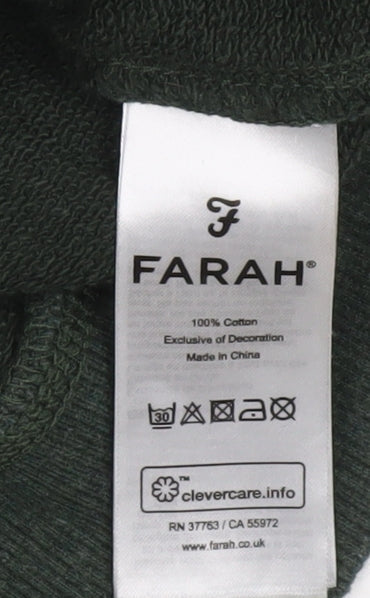 F
FARAH®
100% Cotton
Exclusive of Decoration
Made in China
30
clevercare.info™
RN 37763 / CA 55972
www.farah.co.uk